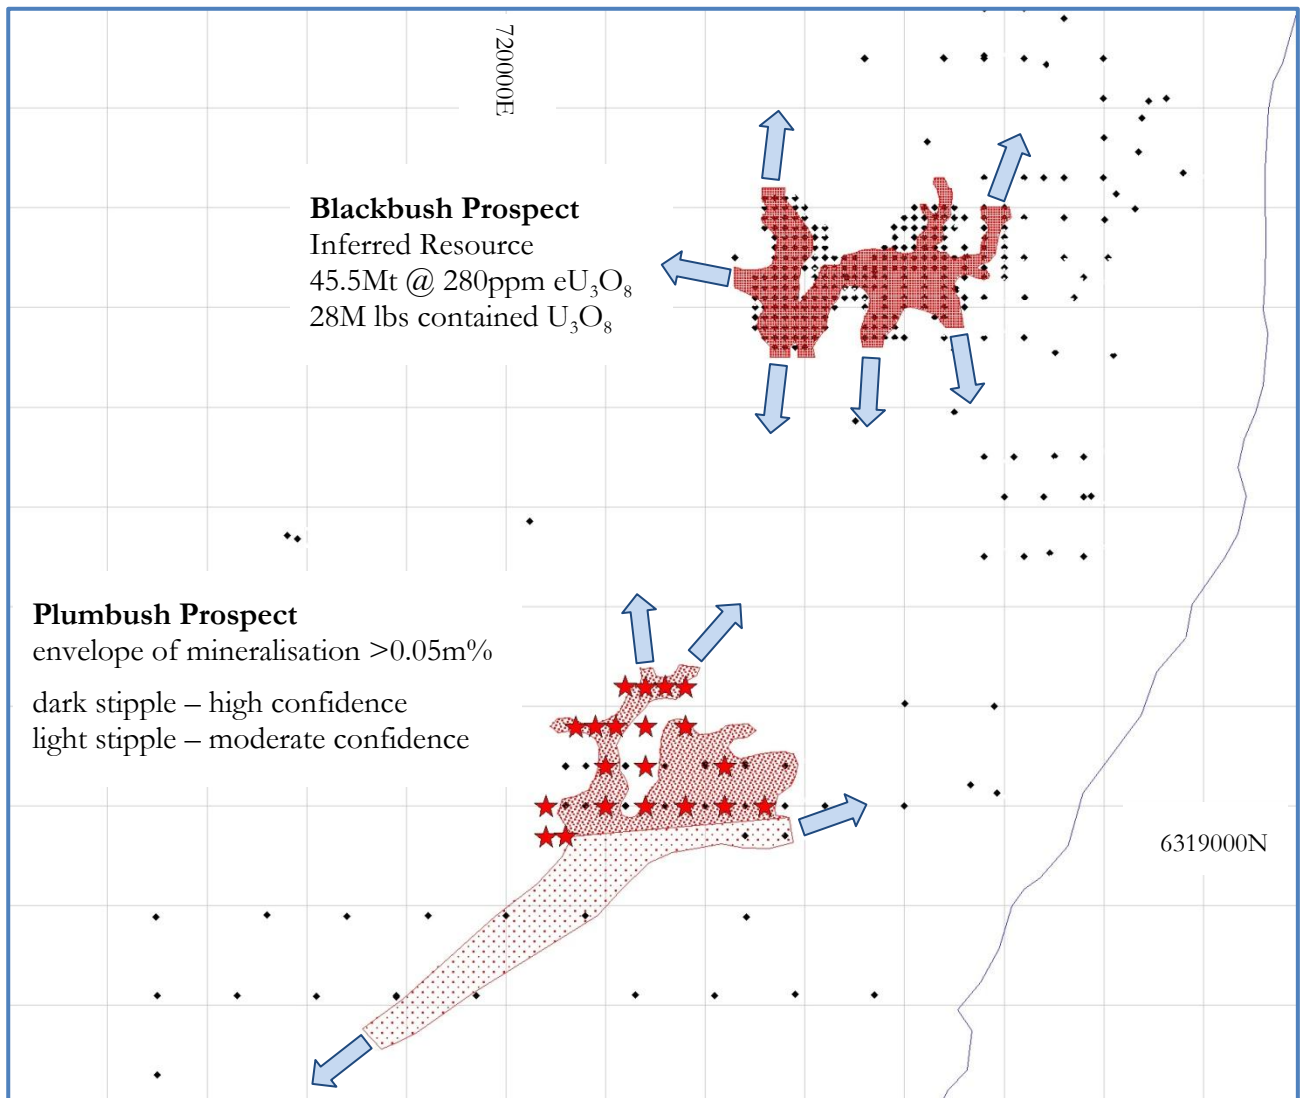 720000E
Blackbush Prospect
Inferred Resource
45.5Mt @ 280ppm eU₃O₈
28M lbs contained U₃O₈
Plumbush Prospect
envelope of mineralisation >0.05m%
dark stipple – high confidence
light stipple – moderate confidence
6319000N